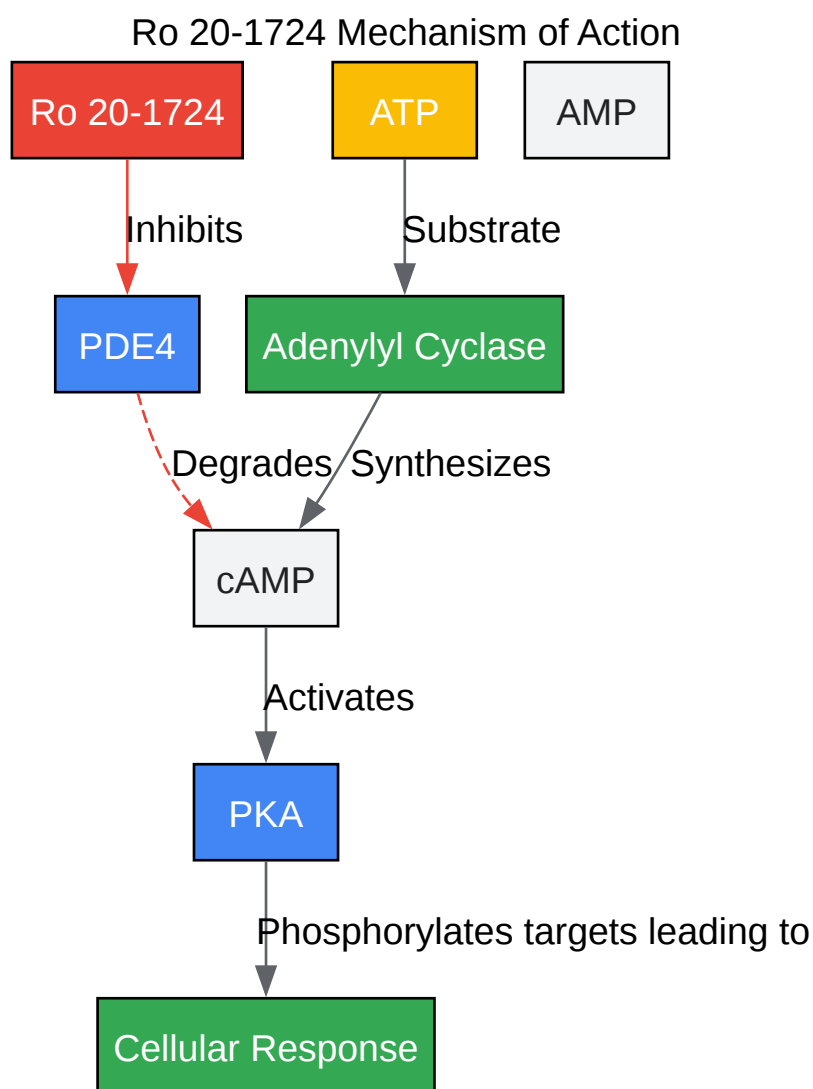 Ro 20-1724 Mechanism of Action
Ro 20-1724
ATP
AMP
Inhibits
Substrate
PDE4
Adenylyl Cyclase
Degrades
Synthesizes
cAMP
Activates
PKA
Phosphorylates targets leading to
Cellular Response